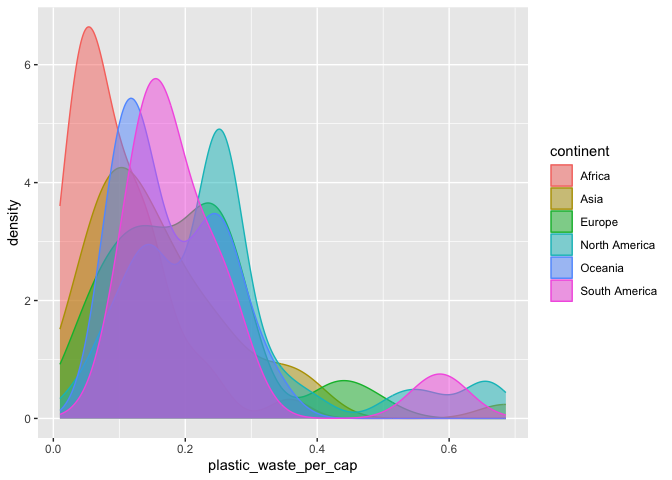 6
4
2
0
density
0.0
0.2
0.4
0.6
plastic_waste_per_cap
continent
Africa
Asia
Europe
North America
Oceania
South America